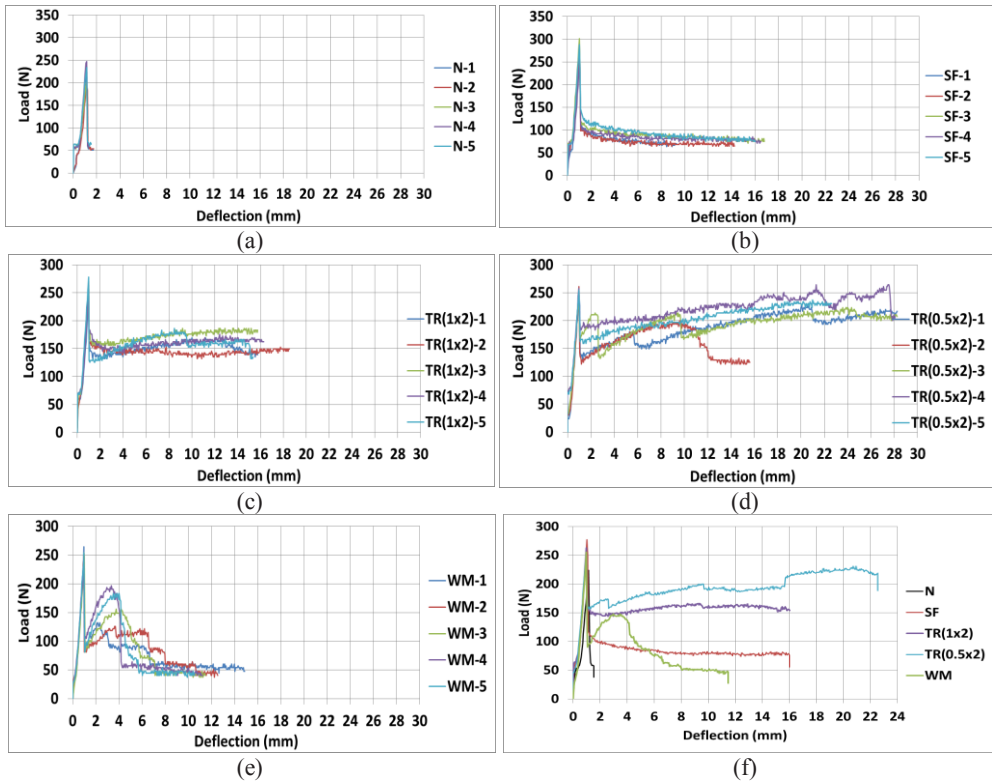 350
300
250
200
150
100
50
0
Load (N)
0 2 4 6 8 10 12 14 16 18 20 22 24 26 28 30
Deflection (mm)
N-1
N-2
N-3
N-4
N-5
(a)
350
300
250
200
150
100
50
0
Load (N)
0 2 4 6 8 10 12 14 16 18 20 22 24 26 28 30
Deflection (mm)
SF-1
SF-2
SF-3
SF-4
SF-5
(b)
300
250
200
150
100
50
0
Load (N)
0 2 4 6 8 10 12 14 16 18 20 22 24 26 28 30
Deflection (mm)
TR(1x2)-1
TR(1x2)-2
TR(1x2)-3
TR(1x2)-4
TR(1x2)-5
(c)
300
250
200
150
100
50
0
Load (N)
0 2 4 6 8 10 12 14 16 18 20 22 24 26 28 30
Deflection (mm)
TR(0.5x2)-1
TR(0.5x2)-2
TR(0.5x2)-3
TR(0.5x2)-4
TR(0.5x2)-5
(d)
300
250
200
150
100
50
0
Load (N)
0 2 4 6 8 10 12 14 16 18 20 22 24 26 28 30
Deflection (mm)
WM-1
WM-2
WM-3
WM-4
WM-5
(e)
300
250
200
150
100
50
0
Load (N)
0 2 4 6 8 10 12 14 16 18 20 22 24
Deflection (mm)
N
SF
TR(1x2)
TR(0.5x2)
WM
(f)